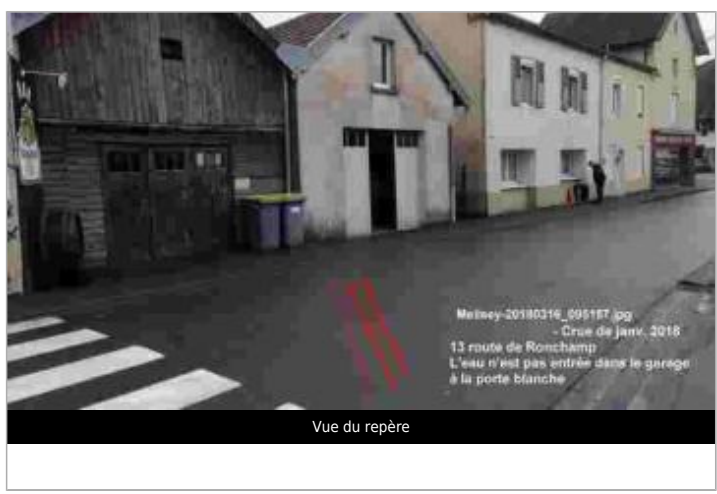 Melisey-20180316_095157.jpg
- Crue de janv. 2018
13 route de Ronchamp
L'eau n'est pas entrée dans le garage
à la porte blanche
Vue du repère